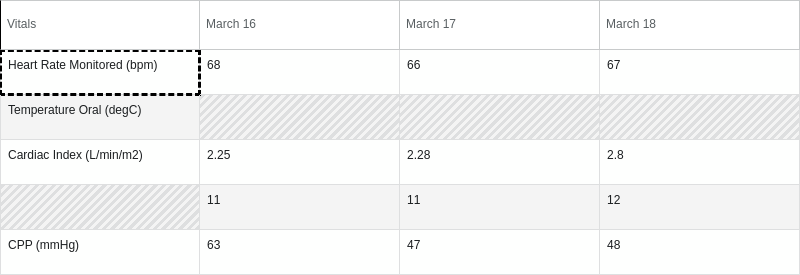 Vitals March 16 March 17 March 18
Heart Rate Monitored (bpm) 68 66 67
Temperature Oral (degC)
Cardiac Index (L/min/m2) 2.25 2.28 2.8
11 11 12
CPP (mmHg) 63 47 48